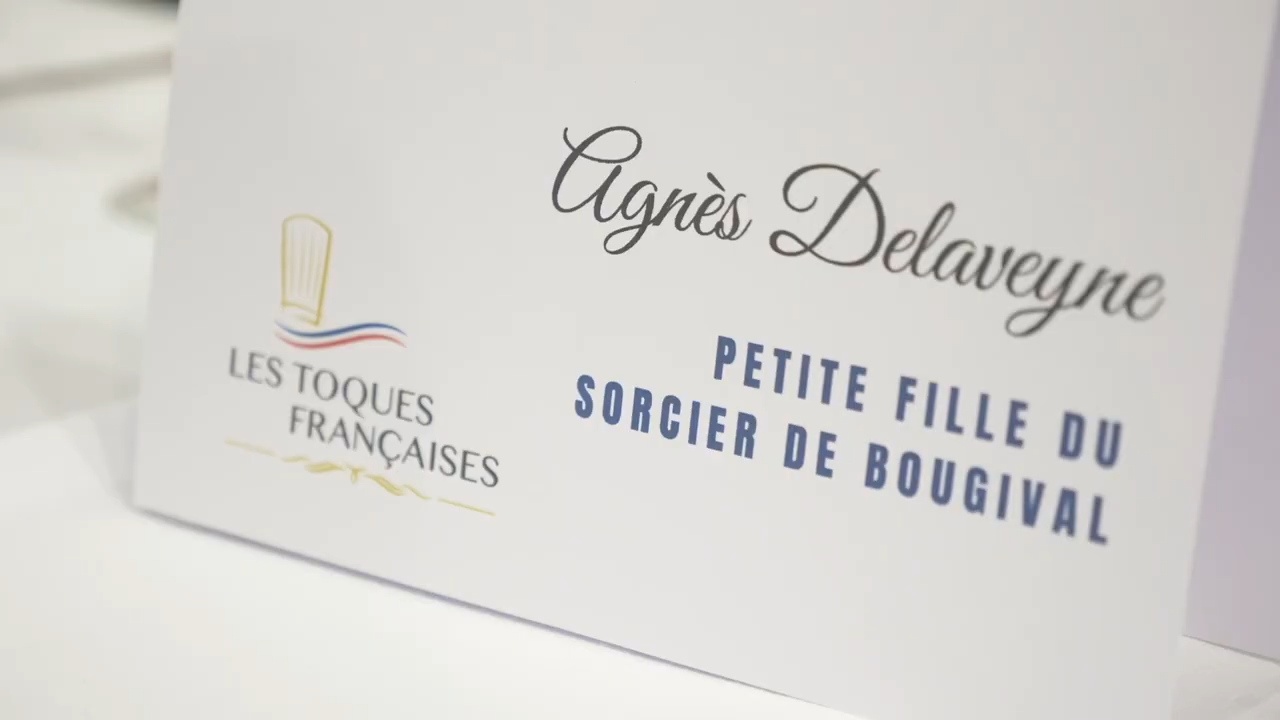 Agnès Delaveyne
PETITE FILLE DU
SORCIER DE BOUGIVAL
LES TOQUES
FRANÇAISES